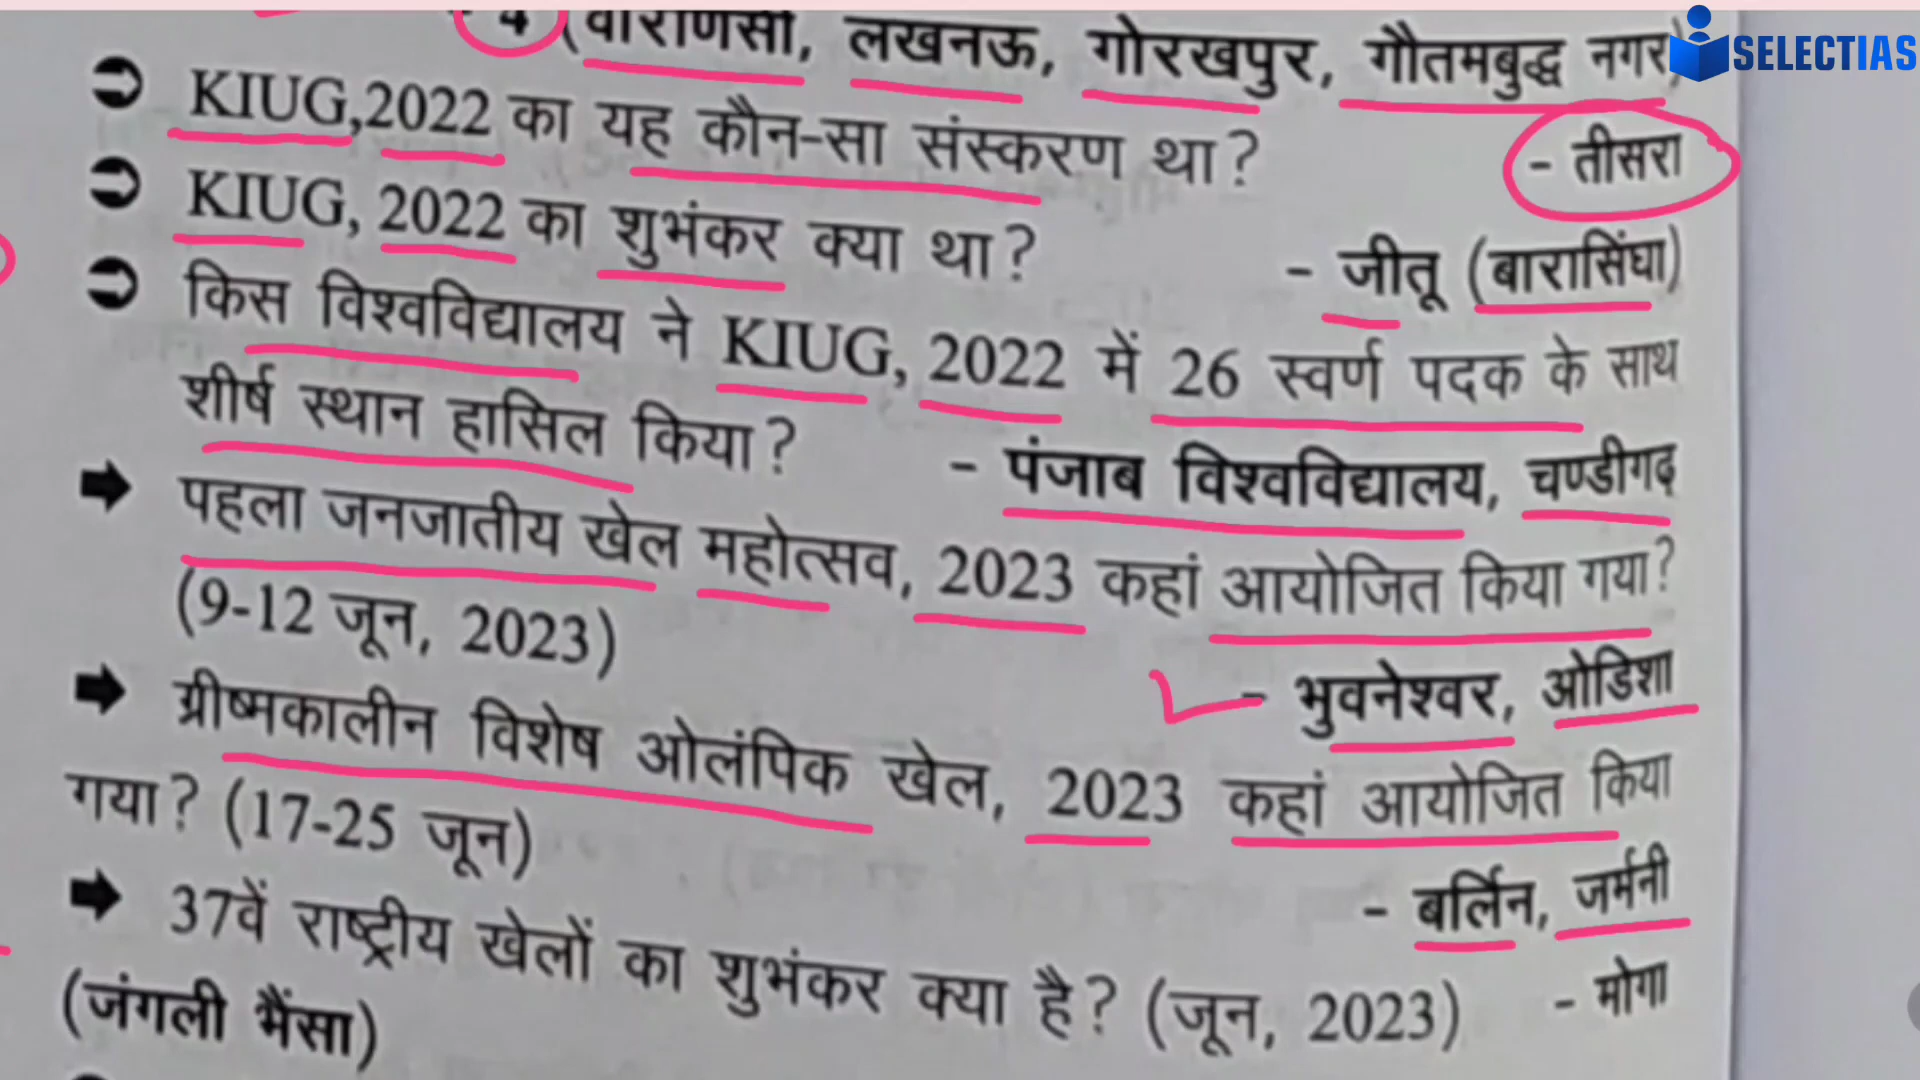 4 (वाराणसी, लखनऊ, गोरखपुर, गौतमबुद्ध नगर)
SELECTIAS
KIUG,2022 का यह कौन-सा संस्करण था? - तीसरा
KIUG, 2022 का शुभंकर क्या था? - जीतू (बारासिंघा)
किस विश्वविद्यालय ने KIUG, 2022 में 26 स्वर्ण पदक के साथ
शीर्ष स्थान हासिल किया? - पंजाब विश्वविद्यालय, चण्डीगढ़
पहला जनजातीय खेल महोत्सव, 2023 कहां आयोजित किया गया?
(9-12 जून, 2023) - भुवनेश्वर, ओडिशा
ग्रीष्मकालीन विशेष ओलंपिक खेल, 2023 कहां आयोजित किया
गया? (17-25 जून) - बर्लिन, जर्मनी
37वें राष्ट्रीय खेलों का शुभंकर क्या है? (जून, 2023) - मोगा
(जंगली भैंसा)